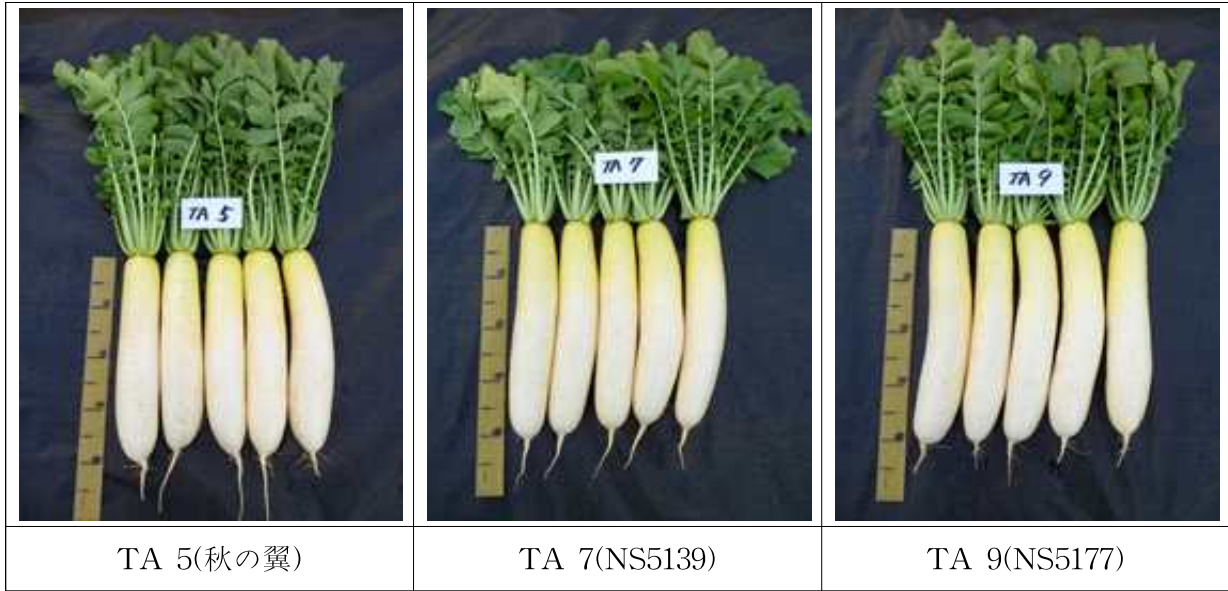 TA 5
TA 7
TA 9
TA 5(秋の翼)
TA 7(NS5139)
TA 9(NS5177)